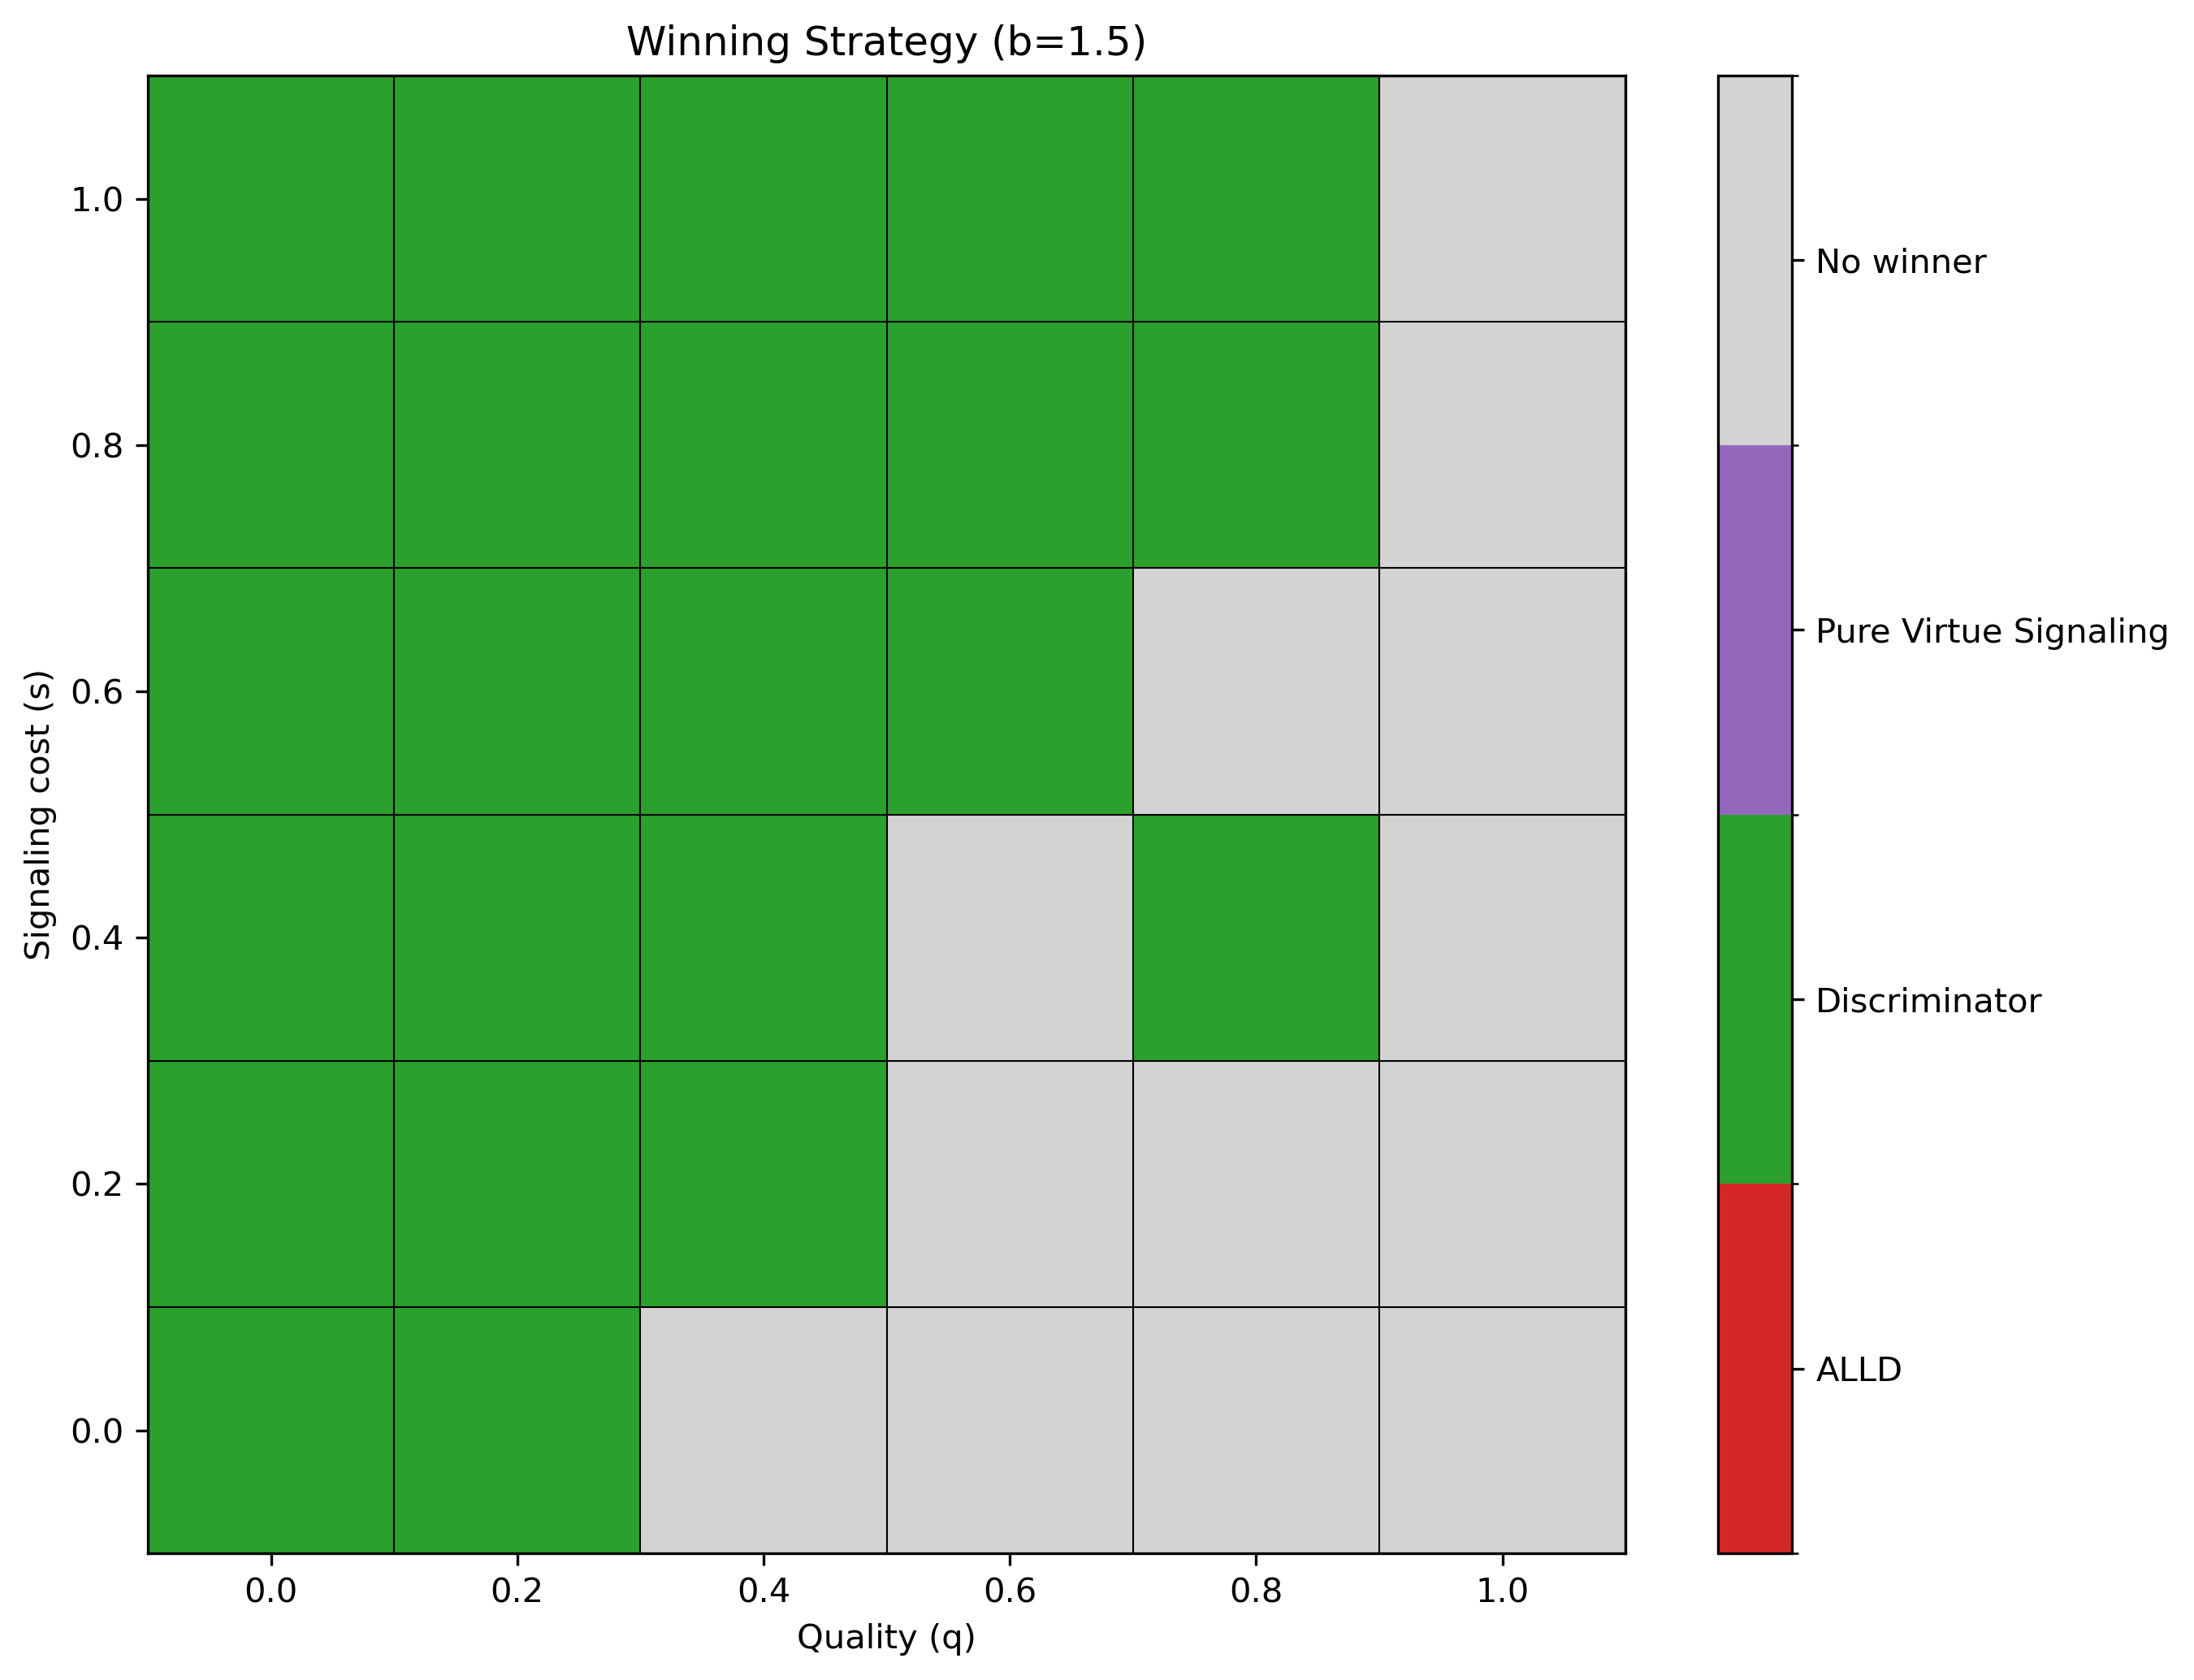 Winning Strategy (b=1.5)
1.0
0.8
0.6
0.4
0.2
0.0
Signaling cost (s)
0.0 0.2 0.4 0.6 0.8 1.0
Quality (q)
No winner
Pure Virtue Signaling
Discriminator
ALLD